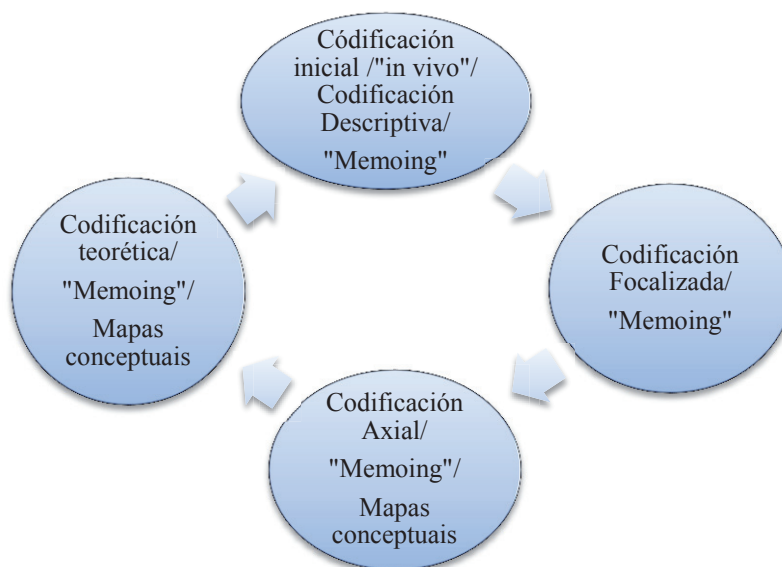 Códificación
inicial /"in vivo"/
Codificación
Descriptiva/
"Memoing"
Codificación
Focalizada/
"Memoing"
Codificación
Axial/
"Memoing"/
Mapas
conceptuais
Codificación
teorética/
"Memoing"/
Mapas
conceptuais